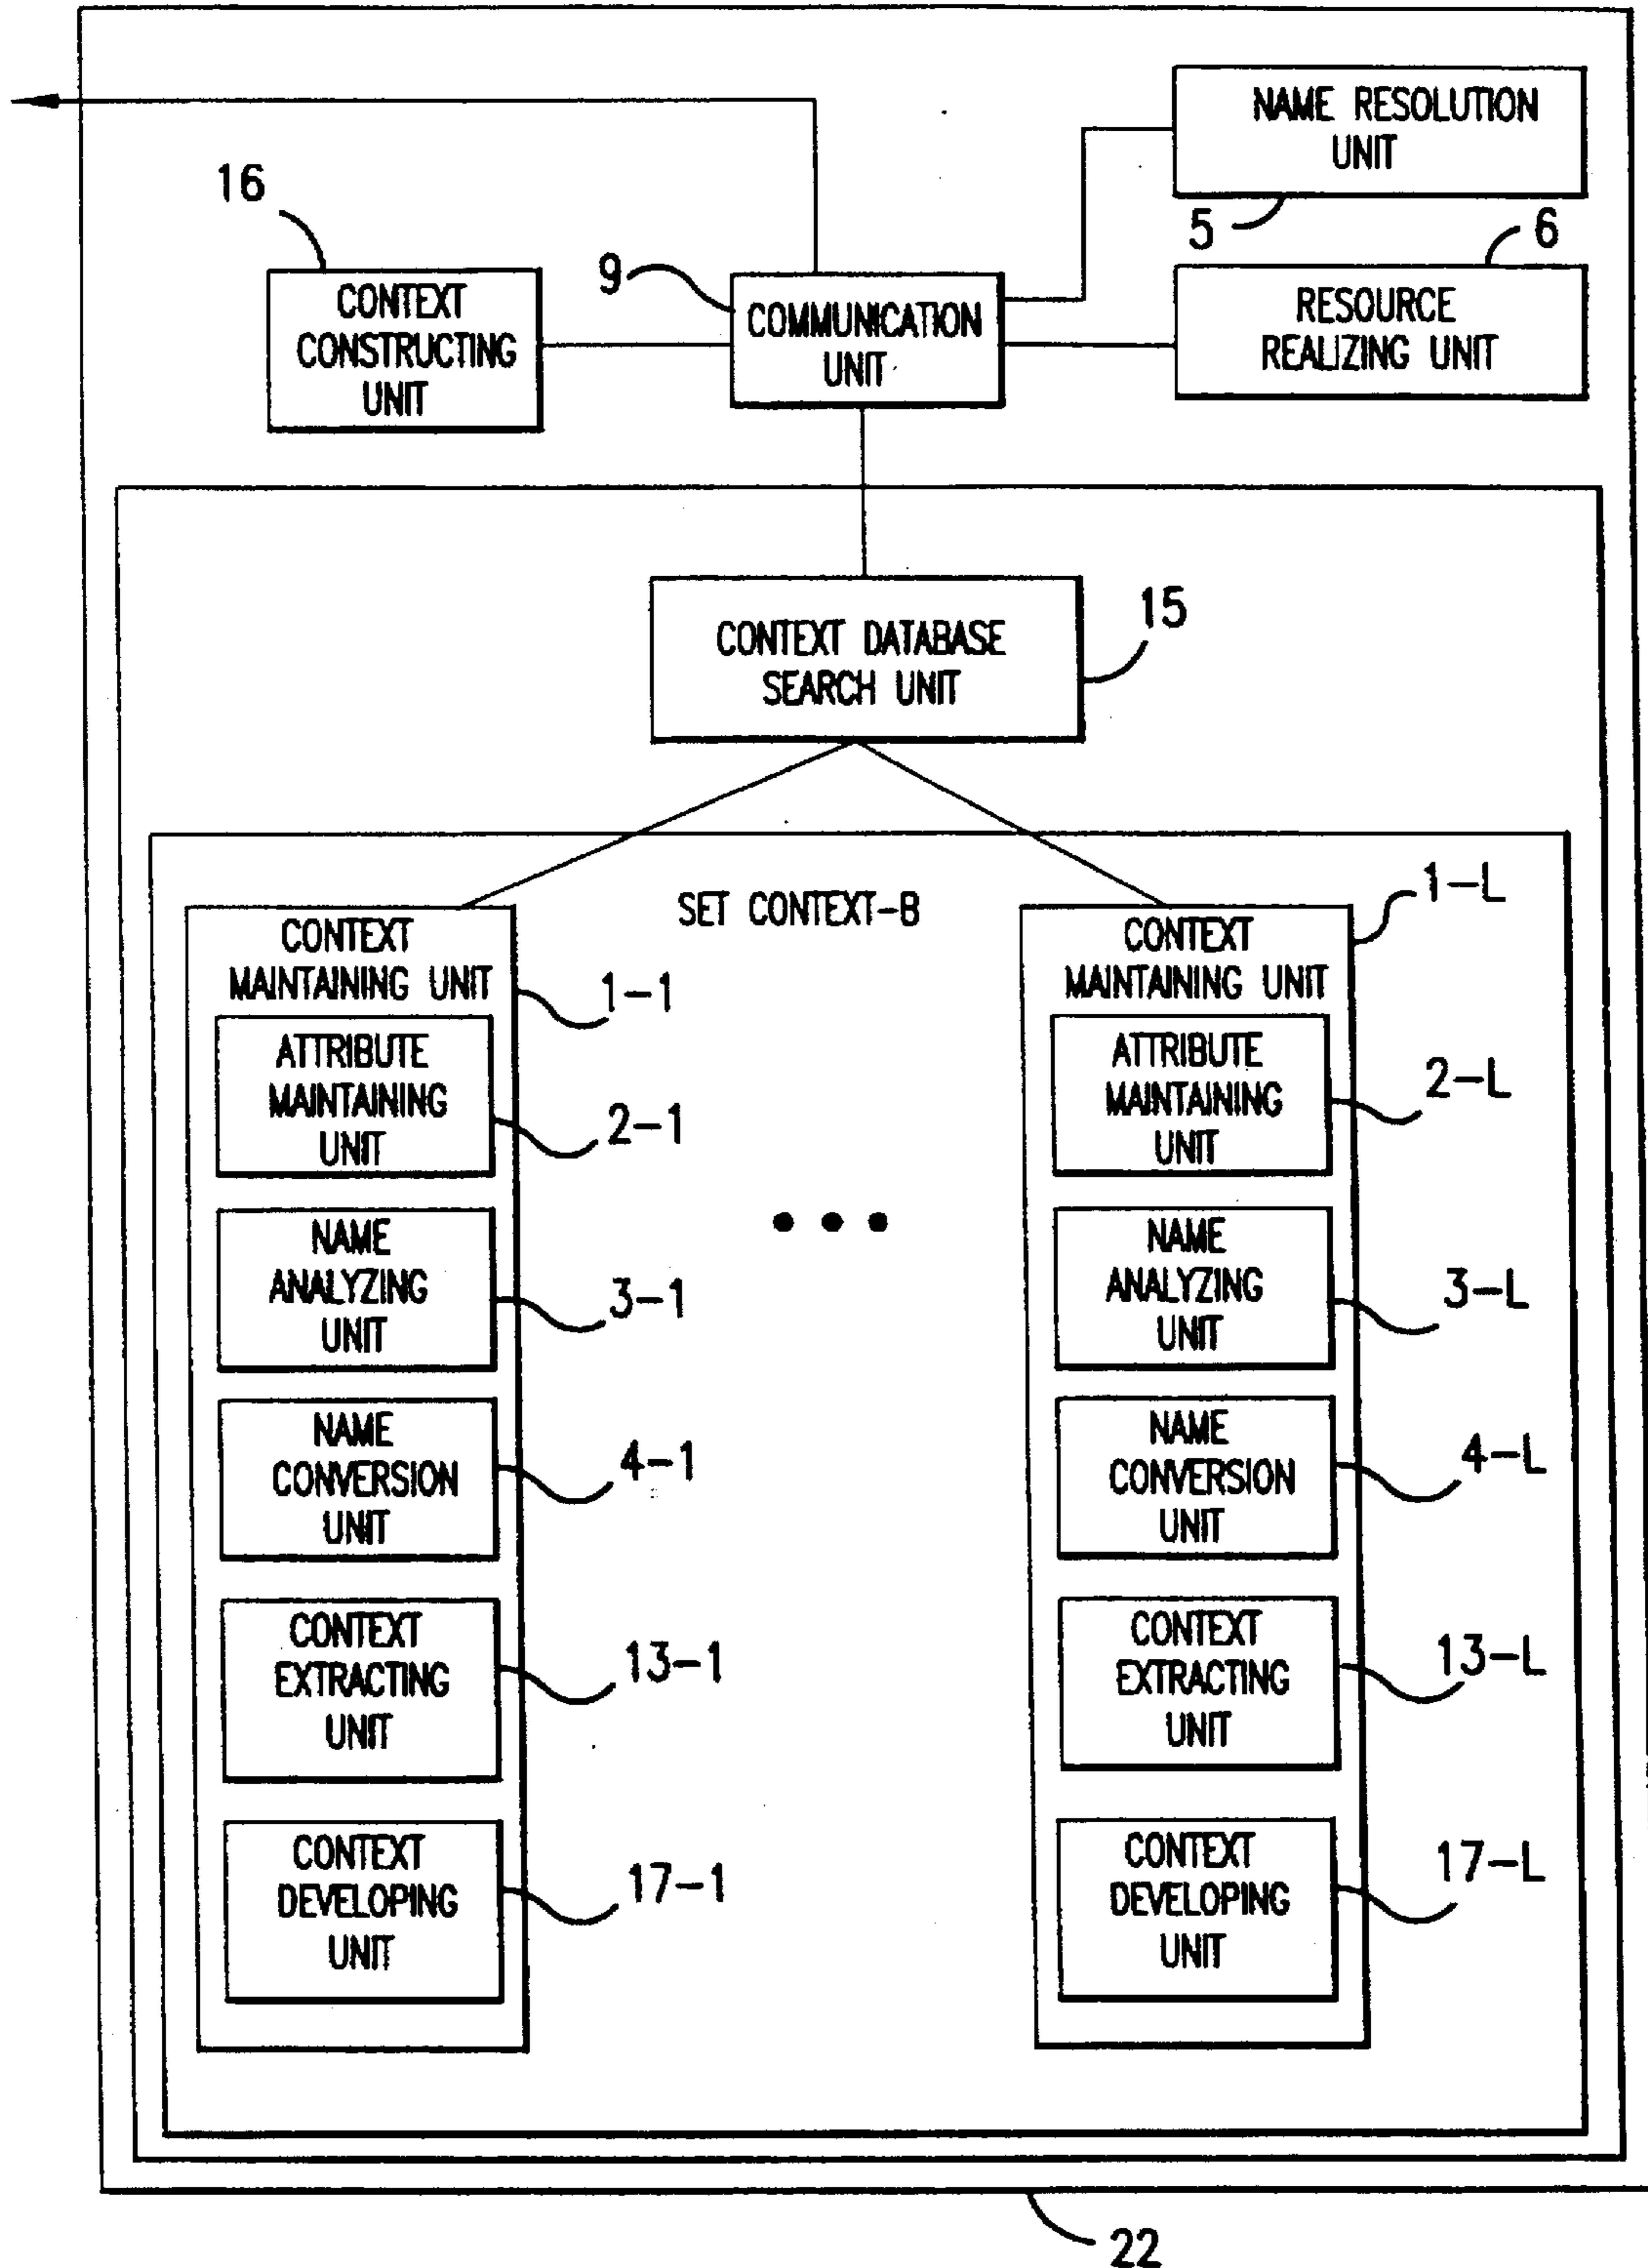 NAME RESOLUTION
UNIT
5
6
16
9
CONTEXT
CONSTRUCTING
UNIT
COMMUNICATION
UNIT
RESOURCE
REALIZING UNIT
CONTEXT DATABASE
SEARCH UNIT
15
SET CONTEXT-B
CONTEXT
MAINTAINING UNIT
1-1
ATTRIBUTE
MAINTAINING
UNIT
2-1
NAME
ANALYZING
UNIT
3-1
NAME
CONVERSION
UNIT
4-1
CONTEXT
EXTRACTING
UNIT
13-1
CONTEXT
DEVELOPING
UNIT
17-1
• • •
CONTEXT
MAINTAINING UNIT
1-L
ATTRIBUTE
MAINTAINING
UNIT
2-L
NAME
ANALYZING
UNIT
3-L
NAME
CONVERSION
UNIT
4-L
CONTEXT
EXTRACTING
UNIT
13-L
CONTEXT
DEVELOPING
UNIT
17-L
22